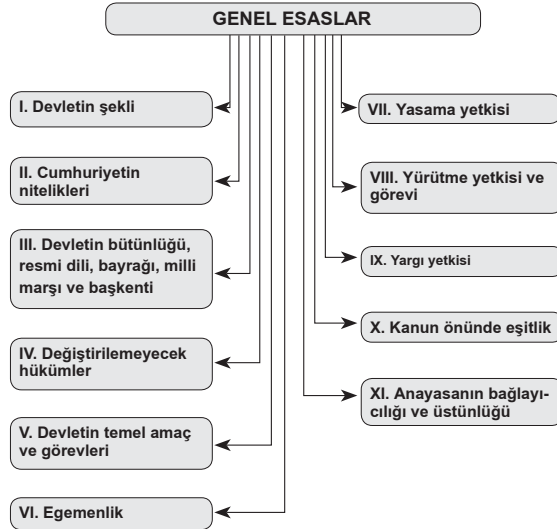 GENEL ESASLAR
I. Devletin şekli
II. Cumhuriyetin
nitelikleri
III. Devletin bütünlüğü,
resmi dili, bayrağı, milli
marşı ve başkenti
IV. Değiştirilemeyecek
hükümler
V. Devletin temel amaç
ve görevleri
VI. Egemenlik
VII. Yasama yetkisi
VIII. Yürütme yetkisi ve
görevi
IX. Yargı yetkisi
X. Kanun önünde eşitlik
XI. Anayasanın bağlayı-
cılığı ve üstünlüğü